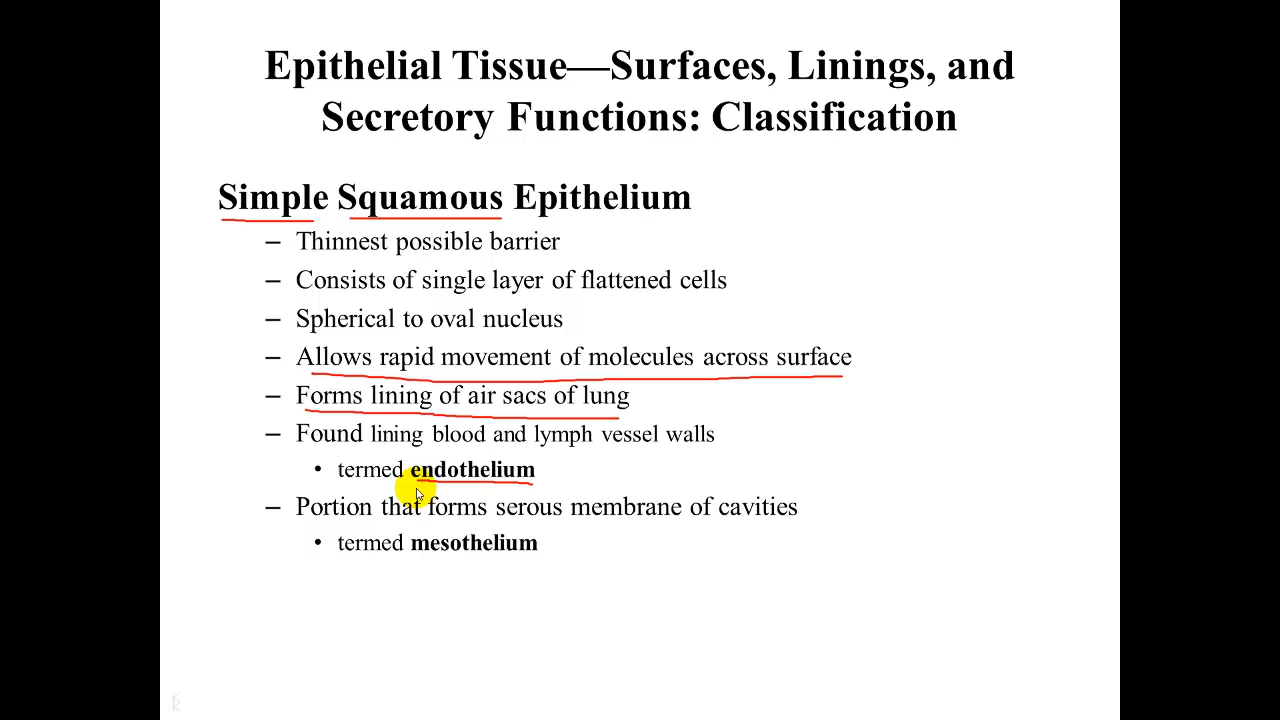 Epithelial Tissue—Surfaces, Linings, and
Secretory Functions: Classification
Simple Squamous Epithelium
– Thinnest possible barrier
– Consists of single layer of flattened cells
– Spherical to oval nucleus
– Allows rapid movement of molecules across surface
– Forms lining of air sacs of lung
– Found lining blood and lymph vessel walls
• termed endothelium
– Portion that forms serous membrane of cavities
• termed mesothelium